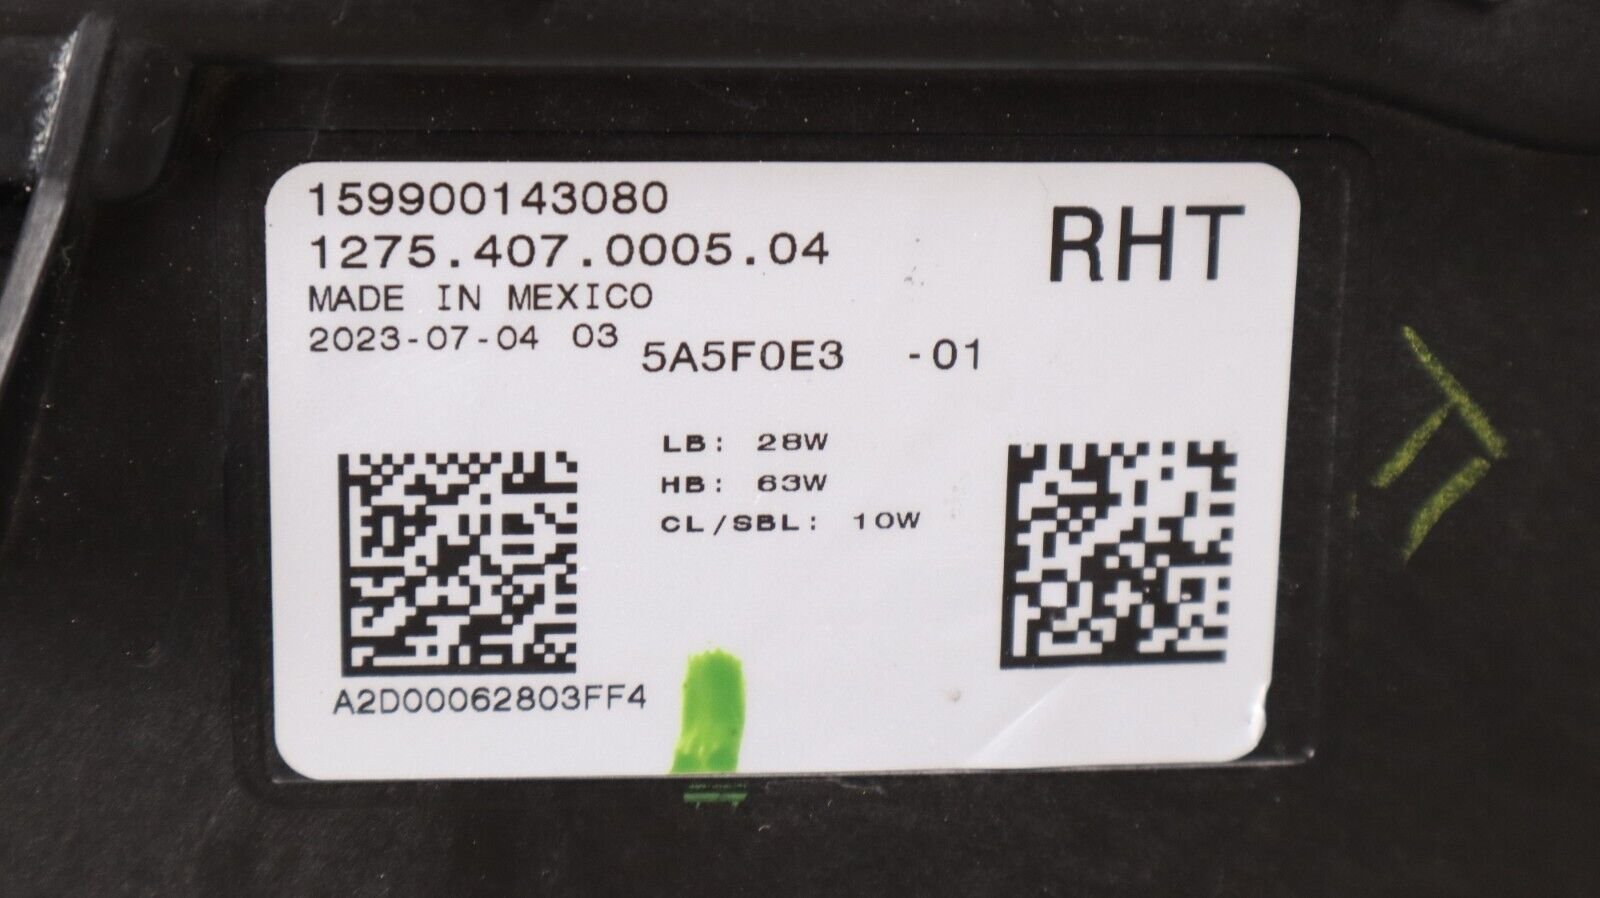 159900143080
RHT
1275.407.0005.04
MADE IN MEXICO
2023-07-04 03
5A5F0E3 -01
LB: 28W
HB: 63W
CL/SBL: 10W
A2D00062803FF4